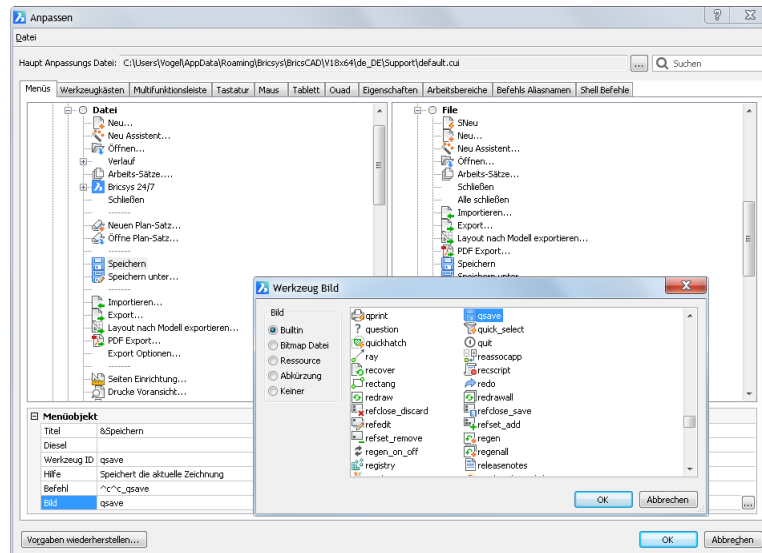 Anpassen
Datei
Haupt Anpassungs Datei: C:\Users\Vogel\AppData\Roaming\Bricsys\BricsCAD\V18x64\de_DE\Support\default.cui ... Suchen
Menüs Werkzeugkästen Multifunktionsleiste Tastatur Maus Tablett Quad Eigenschaften Arbeitsbereiche Befehls Aliasnamen Shell Befehle
Datei
Neu...
Neu Assistent...
Öffnen...
Verlauf
Arbeits-Sätze....
Bricsys 24/7
Schließen
-------
Neuen Plan-Satz...
Öffne Plan-Satz...
-------
Speichern
Speichern unter...
-------
Importieren...
Export...
Layout nach Modell exportieren...
PDF Export...
Export Optionen...
-------
Seiten Einrichtung...
Drucke Voransicht...
File
SNeu
Neu...
Neu Assistent...
Öffnen...
Arbeits-Sätze...
Schließen
Alle schließen
Importieren...
Export...
Layout nach Modell exportieren...
PDF Export...
Speichern
Speichern unter
Werkzeug Bild
Bild
Builtin
Bitmap Datei
Ressource
Abkürzung
Keiner
qprint qsave
question quick_select
quickhatch quit
ray reassocapp
recover recscript
rectang redo
redraw redrawall
refclose_discard refclose_save
refedit refset_add
refset_remove regen
regen_on_off regenall
registry releasenotes
OK Abbrechen
Menüobjekt
Titel &Speichern
Diesel
Werkzeug ID qsave
Hilfe Speichert die aktuelle Zeichnung
Befehl ^c^c_qsave
Bild qsave ...
Vorgaben wiederherstellen... OK Abbrechen